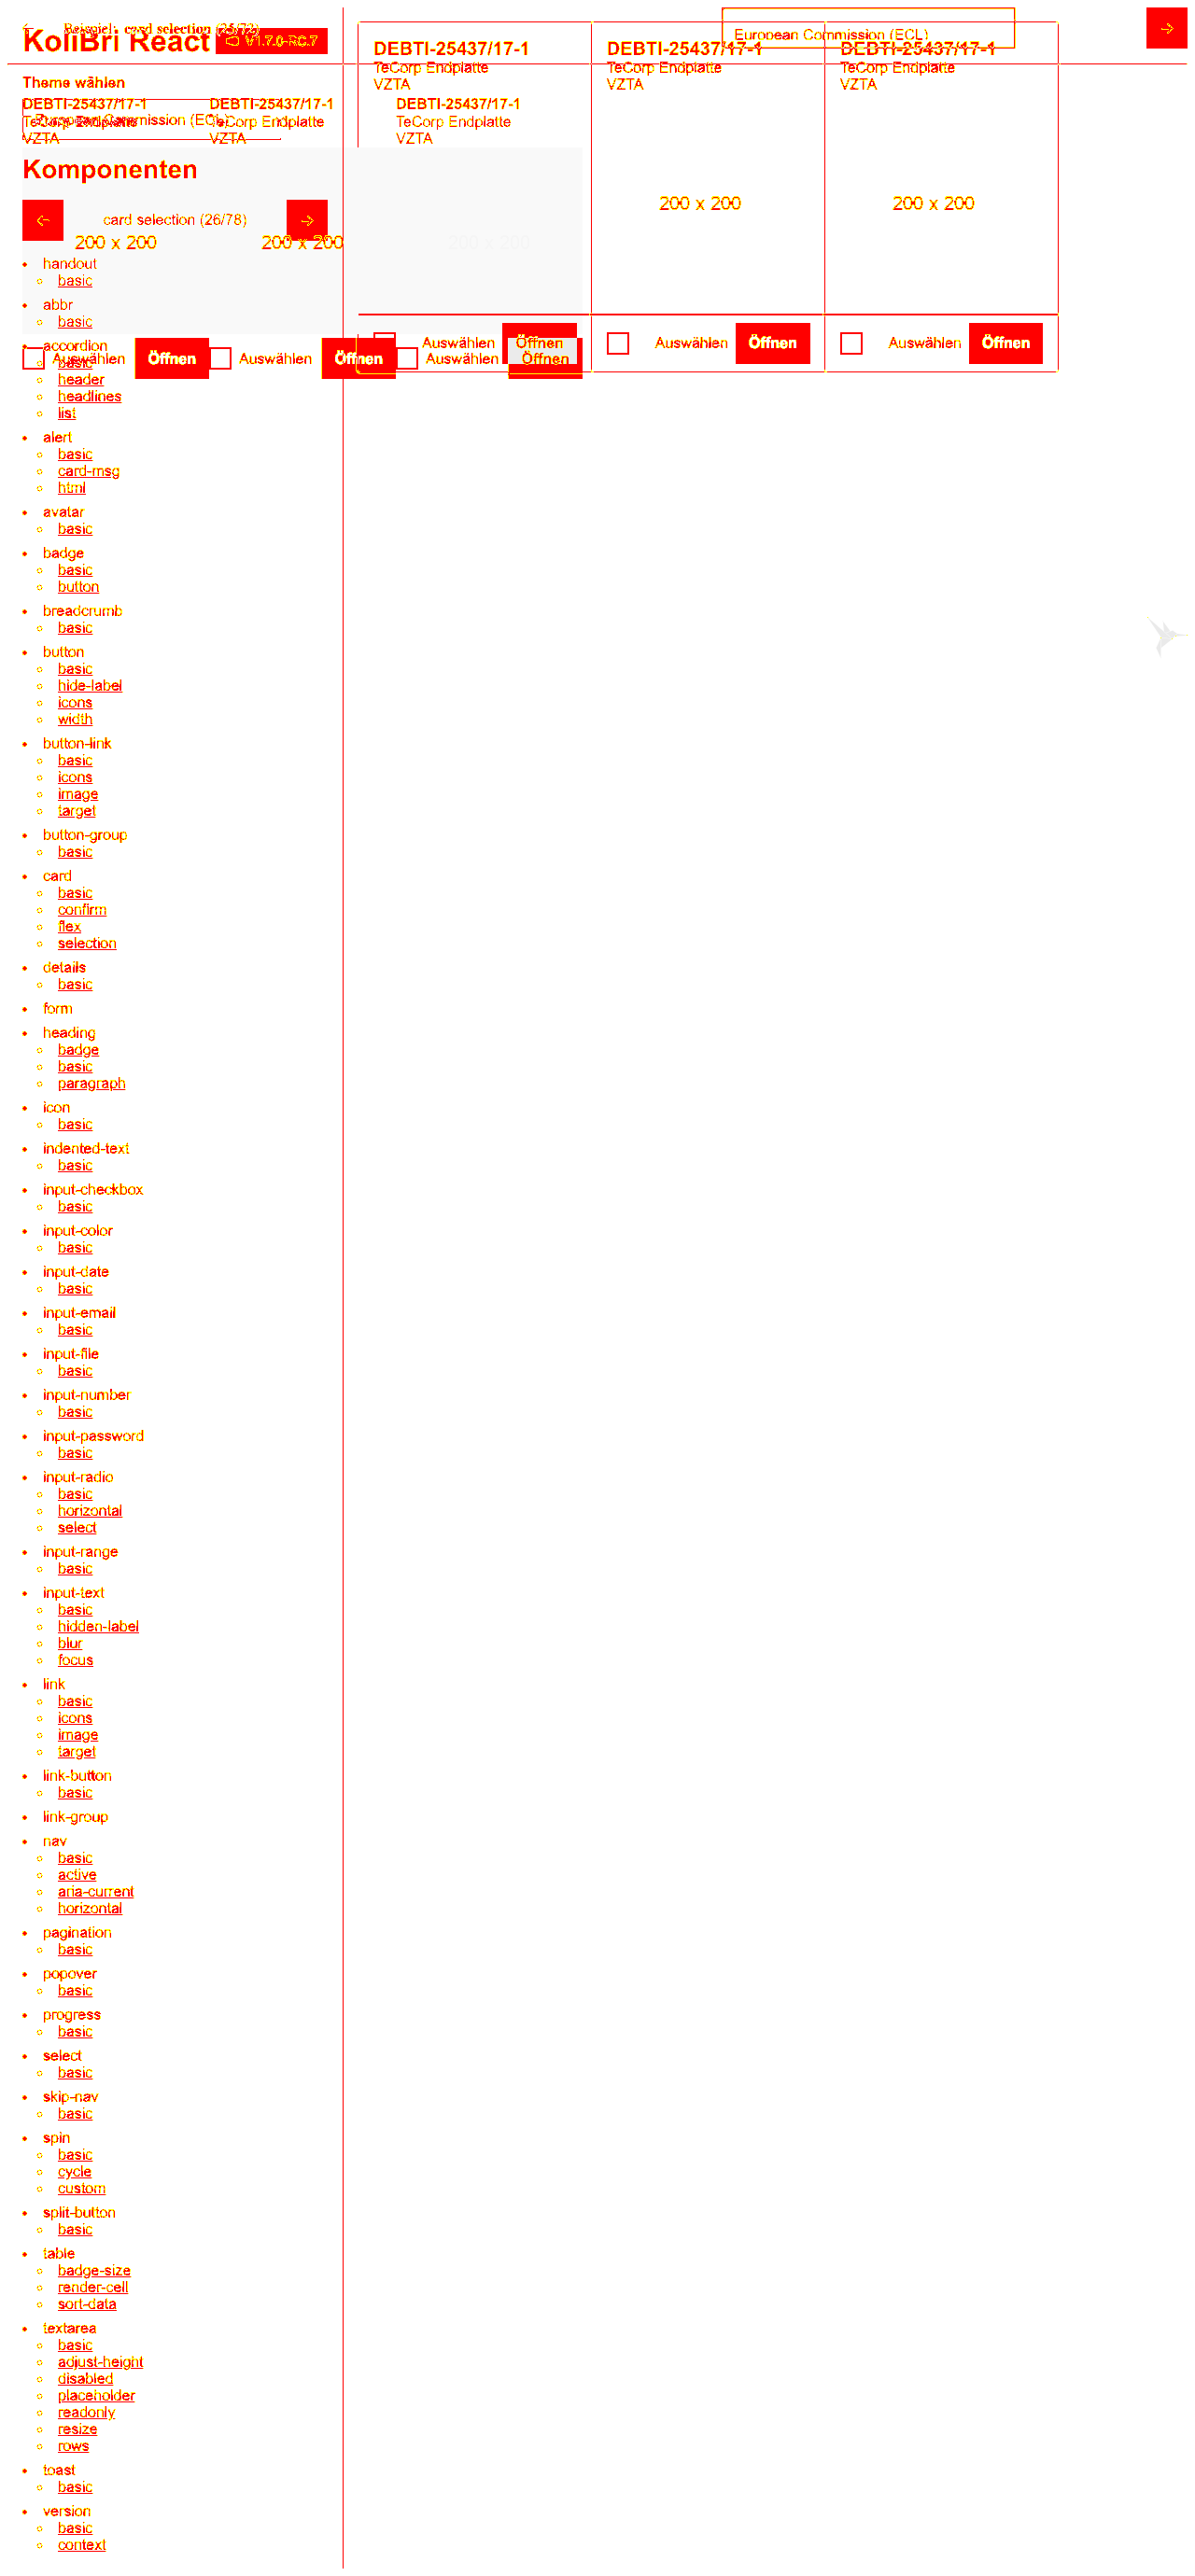 Beispiel: card selection (25/72)
KoliBri React
V1.7.0-RC.7
European Commission (ECL)
DEBTI-25437/17-1
TeCorp Endplatte
VZTA
DEBTI-25437/17-1
TeCorp Endplatte
VZTA
DEBTI-25437/17-1
TeCorp Endplatte
VZTA
Theme wählen
European Commission (ECL)
DEBTI-25437/17-1
TeCorp Endplatte
VZTA
DEBTI-25437/17-1
TeCorp Endplatte
VZTA
DEBTI-25437/17-1
TeCorp Endplatte
VZTA
Komponenten
card selection (26/78)
200 x 200
200 x 200
200 x 200
200 x 200
200 x 200
Auswählen
Öffnen
Auswählen
Öffnen
Auswählen
Öffnen
Auswählen
Öffnen
Auswählen
Öffnen
Auswählen
Öffnen
handout
basic
abbr
basic
accordion
basic
header
headlines
list
alert
basic
card-msg
html
avatar
basic
badge
basic
button
breadcrumb
basic
button
basic
hide-label
icons
width
button-link
basic
icons
image
target
button-group
basic
card
basic
confirm
flex
selection
details
basic
form
heading
badge
basic
paragraph
icon
basic
indented-text
basic
input-checkbox
basic
input-color
basic
input-date
basic
input-email
basic
input-file
basic
input-number
basic
input-password
basic
input-radio
basic
horizontal
select
input-range
basic
input-text
basic
hidden-label
blur
focus
link
basic
icons
image
target
link-button
basic
link-group
nav
basic
active
aria-current
horizontal
pagination
basic
popover
basic
progress
basic
select
basic
skip-nav
basic
spin
basic
cycle
custom
split-button
basic
table
badge-size
render-cell
sort-data
textarea
basic
adjust-height
disabled
placeholder
readonly
resize
rows
toast
basic
version
basic
context